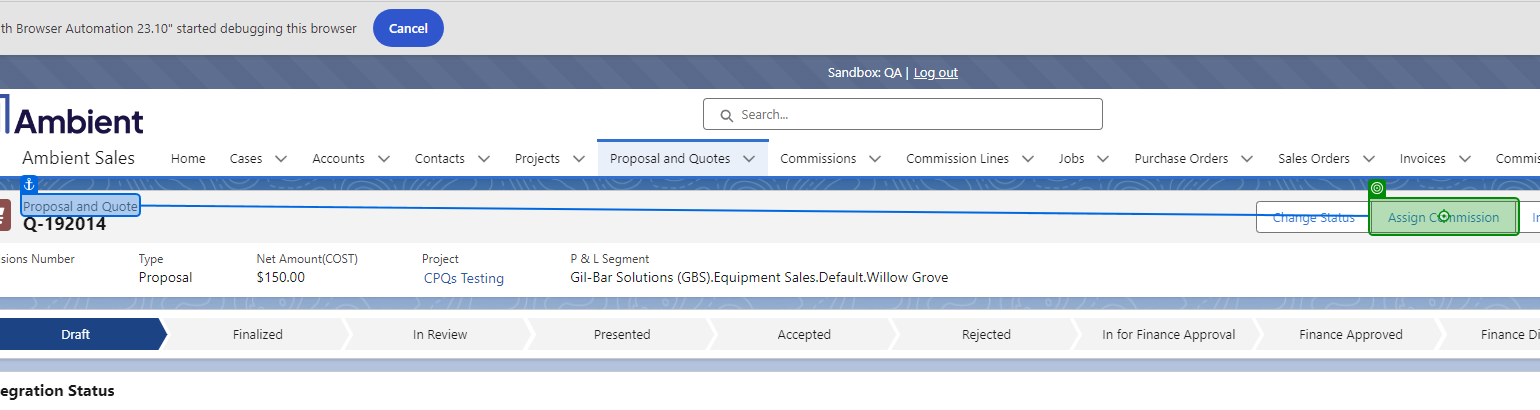 th Browser Automation 23.10" started debugging this browser Cancel
Sandbox: QA | Log out
Ambient
Search...
Ambient Sales Home Cases Accounts Contacts Projects Proposal and Quotes Commissions Commission Lines Jobs Purchase Orders Sales Orders Invoices Commis
Proposal and Quote
Q-192014
Change Status Assign Commission In
sions Number Type Net Amount(COST) Project P & L Segment
Proposal $150.00 CPQs Testing Gil-Bar Solutions (GBS).Equipment Sales.Default.Willow Grove
Draft Finalized In Review Presented Accepted Rejected In for Finance Approval Finance Approved Finance Di
egration Status